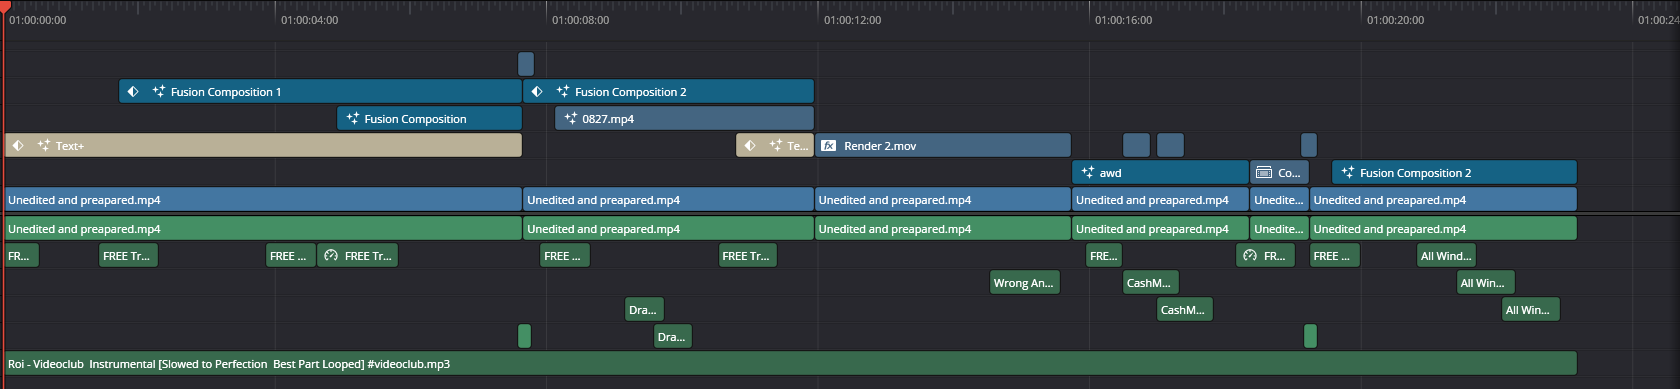 01:00:00:00 01:00:04:00 01:00:08:00 01:00:12:00 01:00:16:00 01:00:20:00 01:00:24
Fusion Composition 1 Fusion Composition 2
Fusion Composition 0827.mp4
Text+ Te... fx Render 2.mov
awd Co... Fusion Composition 2
Unedited and preapared.mp4 Unedited and preapared.mp4 Unedited and preapared.mp4 Unedited and preapared.mp4 Unedite... Unedited and preapared.mp4
Unedited and preapared.mp4 Unedited and preapared.mp4 Unedited and preapared.mp4 Unedited and preapared.mp4 Unedite... Unedited and preapared.mp4
FR... FREE Tr... FREE ... FREE Tr... FREE ... FREE Tr... FRE... FR... FREE ... All Wind...
Wrong An... CashM... All Win...
Dra... CashM... All Win...
Dra...
Roi - Videoclub Instrumental [Slowed to Perfection Best Part Looped] #videoclub.mp3